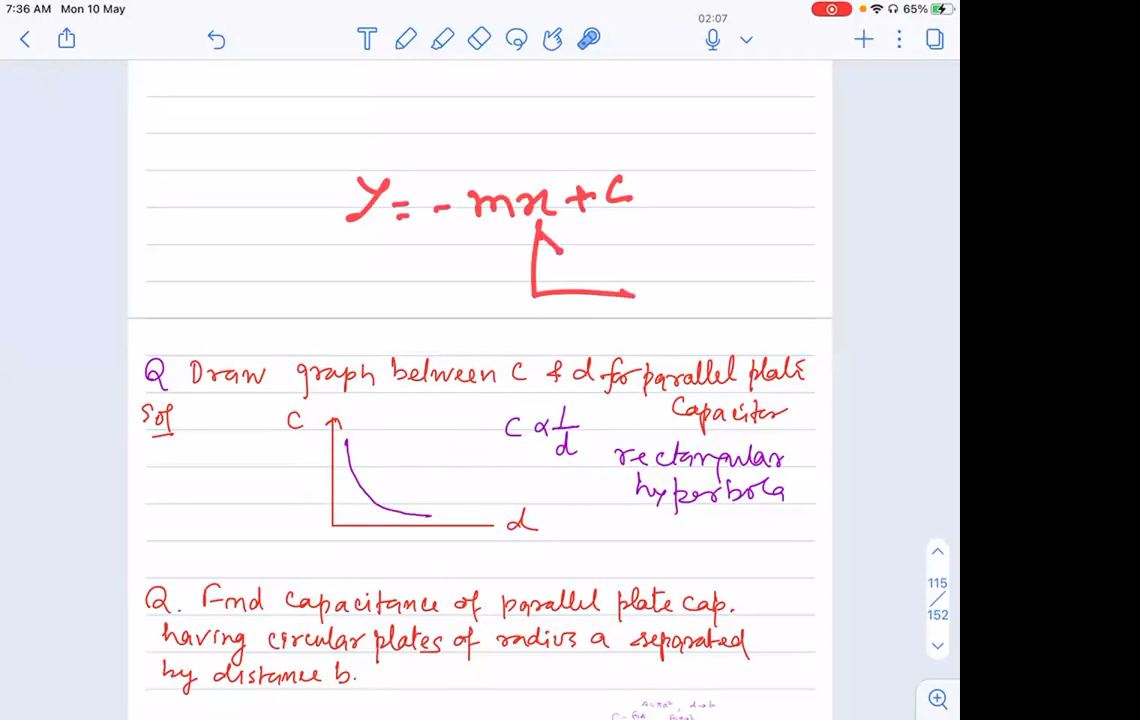 7:36 AM Mon 10 May
65%
02:07
T
y = - mx + c
Q Draw graph between C & d for parallel plate
Capacitor
Sol
C
C ∝ 1/d
rectangular
hyperbola
d
115
/
152
Q. Find capacitance of parallel plate cap.
having circular plates of radius a separated
by distance b.